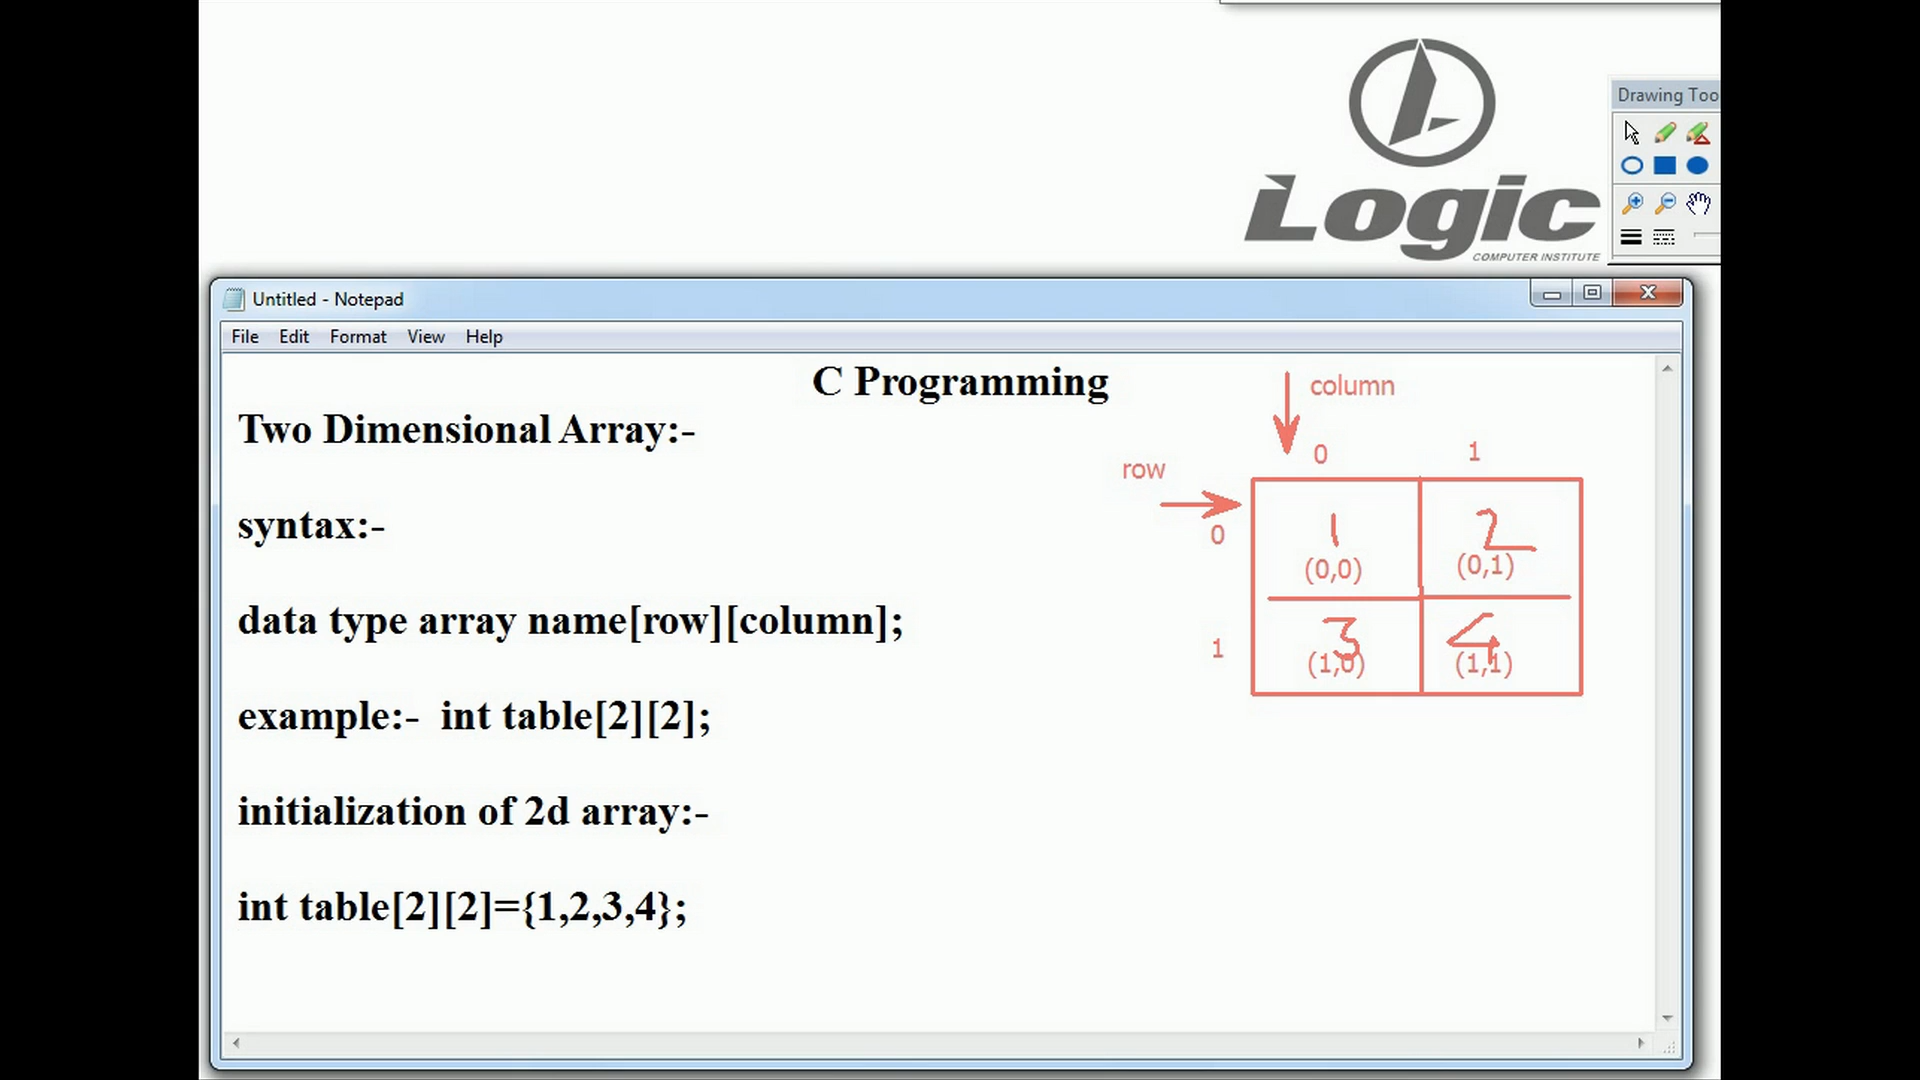 Logic
COMPUTER INSTITUTE
Drawing Too
Untitled - Notepad
File Edit Format View Help
C Programming
Two Dimensional Array:-
syntax:-
data type array name[row][column];
example:- int table[2][2];
initialization of 2d array:-
int table[2][2]={1,2,3,4};
column
0 1
row
0
1 2
(0,0) (0,1)
1
3 4
(1,0) (1,1)